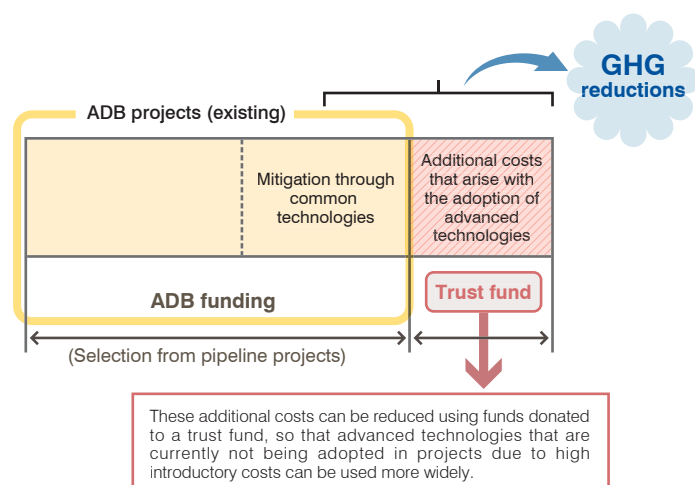 GHG
reductions
ADB projects (existing)
Mitigation through
common
technologies
Additional costs
that arise with
the adoption of
advanced
technologies
ADB funding
Trust fund
(Selection from pipeline projects)
These additional costs can be reduced using funds donated
to a trust fund, so that advanced technologies that are
currently not being adopted in projects due to high
introductory costs can be used more widely.